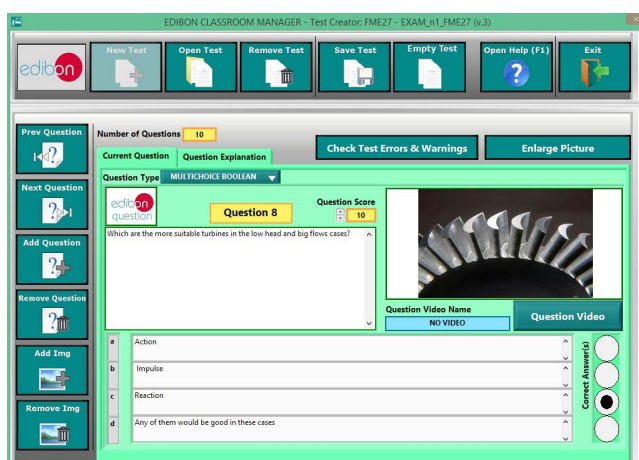 EDIBON CLASSROOM MANAGER - Test Creator: FME27 - EXAM_n1_FME27 (v.3)
edibon
New Test
Open Test
Remove Test
Save Test
Empty Test
Open Help (F1)
Exit
Prev Question
Next Question
Add Question
Remove Question
Add Img
Remove Img
Number of Questions 10
Check Test Errors & Warnings
Enlarge Picture
Current Question
Question Explanation
Question Type MULTICHOICE BOOLEAN
edibon
question
Question 8
Question Score
10
Which are the more suitable turbines in the low head and big flows cases?
Question Video Name
NO VIDEO
Question Video
a Action
b Impulse
c Reaction
d Any of them would be good in these cases
Correct Answer(s)